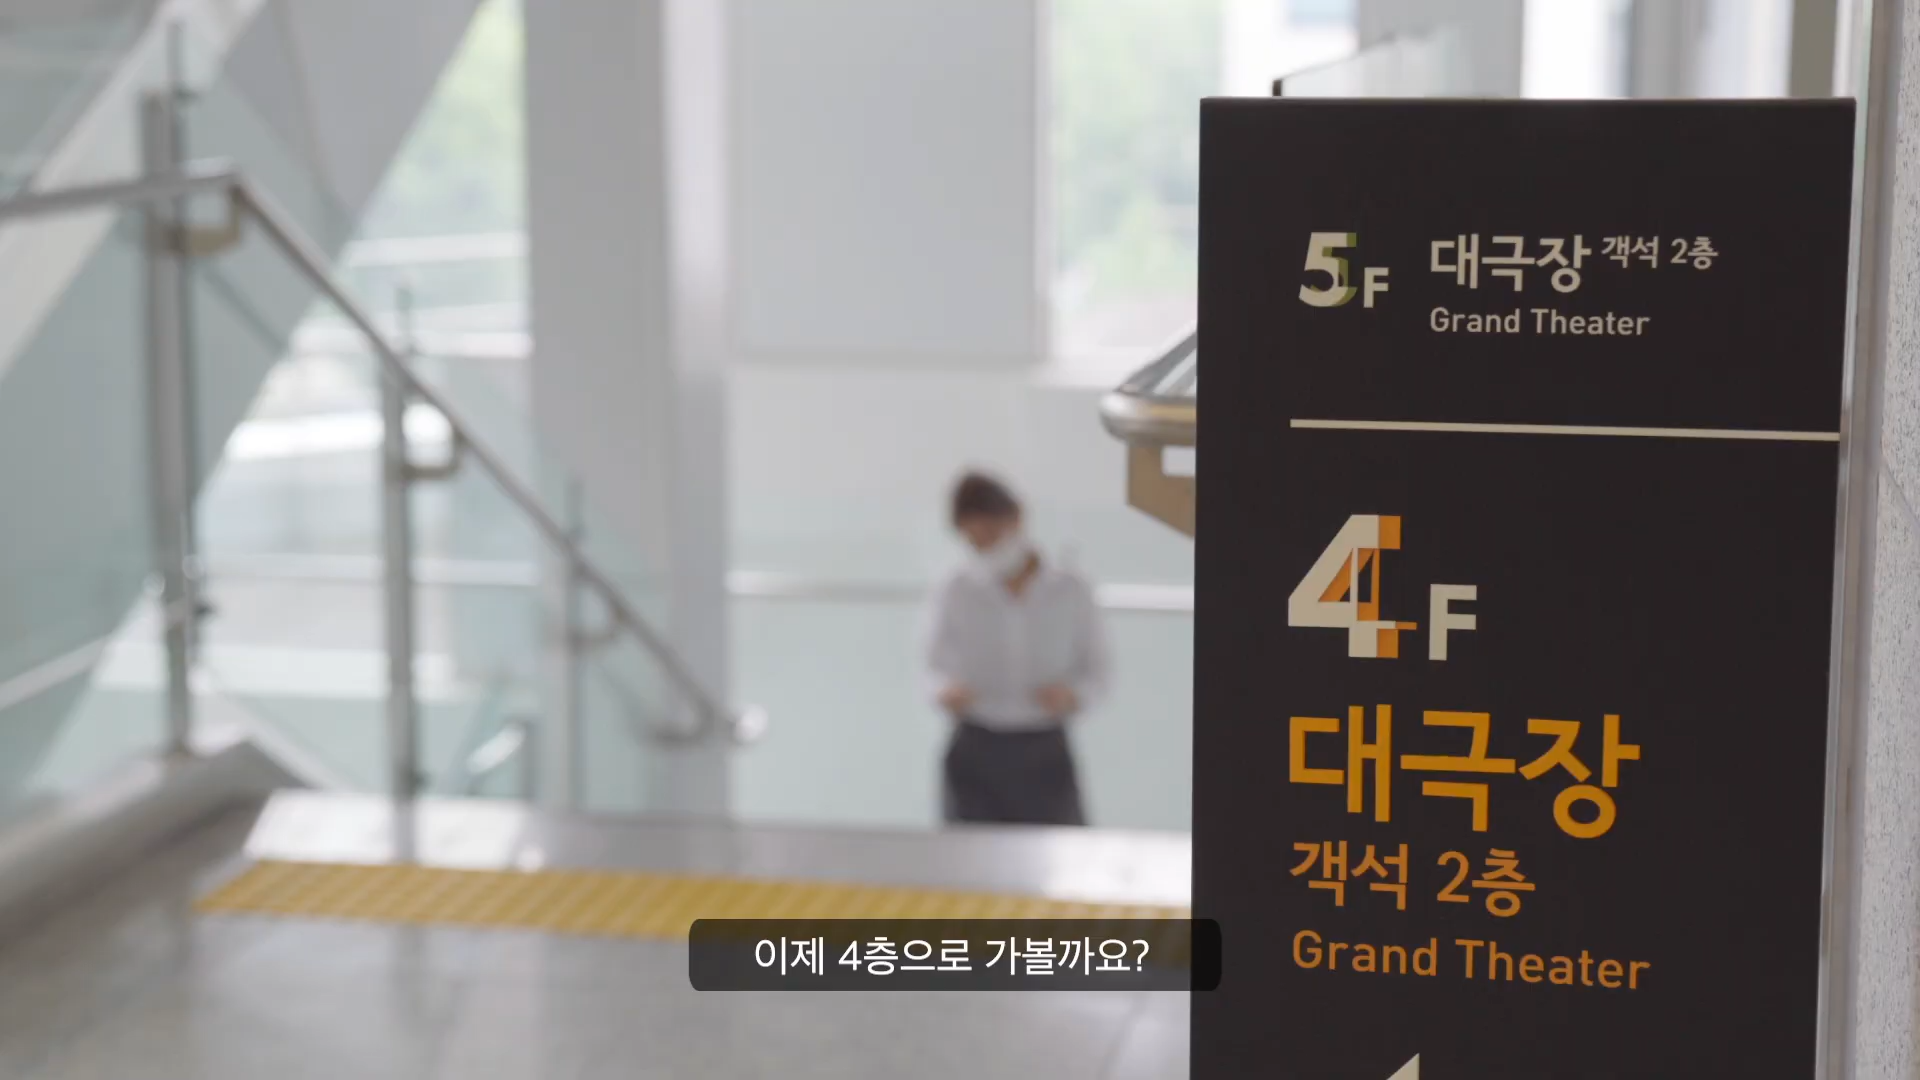 5F 대극장 객석 2층
Grand Theater
4F
대극장
객석 2층
Grand Theater
이제 4층으로 가볼까요?